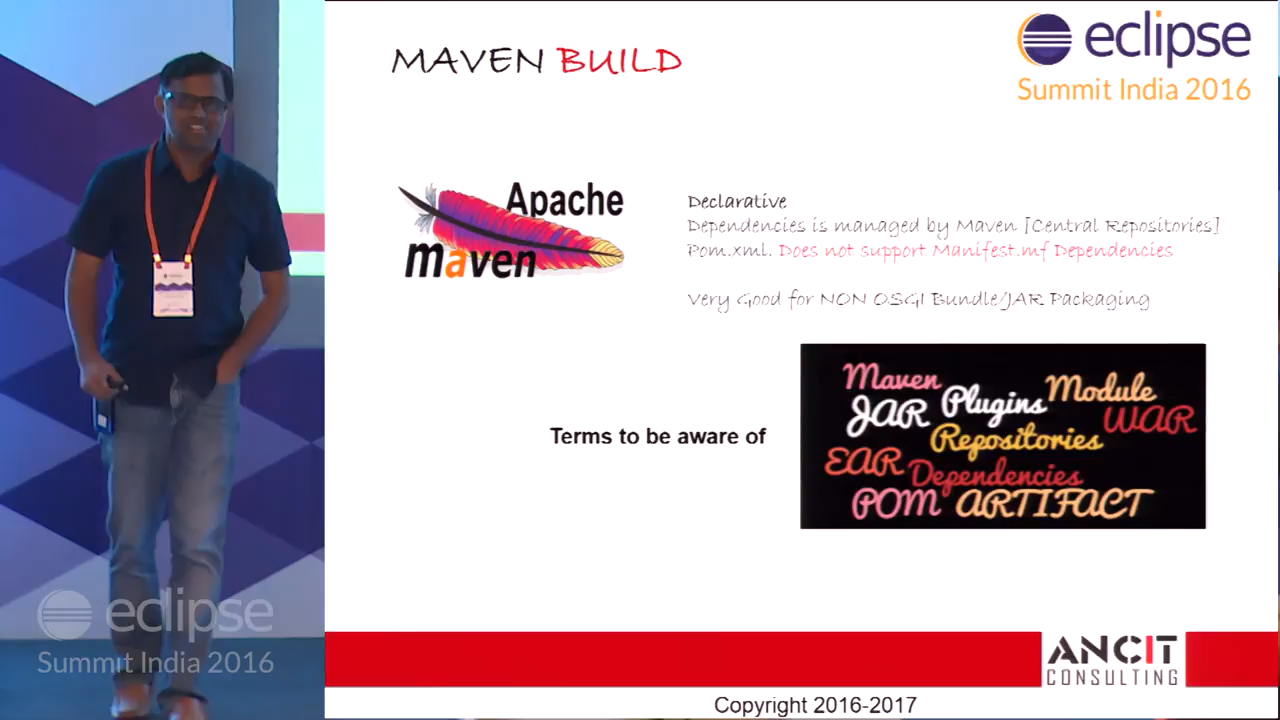 MAVEN BUILD
eclipse
Summit India 2016
Apache
maven
Declarative
Dependencies is managed by Maven [Central Repositories]
Pom.xml. Does not support Manifest.mf Dependencies
Very Good for NON OSGI Bundle/JAR Packaging
Terms to be aware of
Maven
Plugins
Module
JAR
WAR
Repositories
EAR
Dependencies
POM
ARTIFACT
eclipse
Summit India 2016
ANCIT
CONSULTING
Copyright 2016-2017